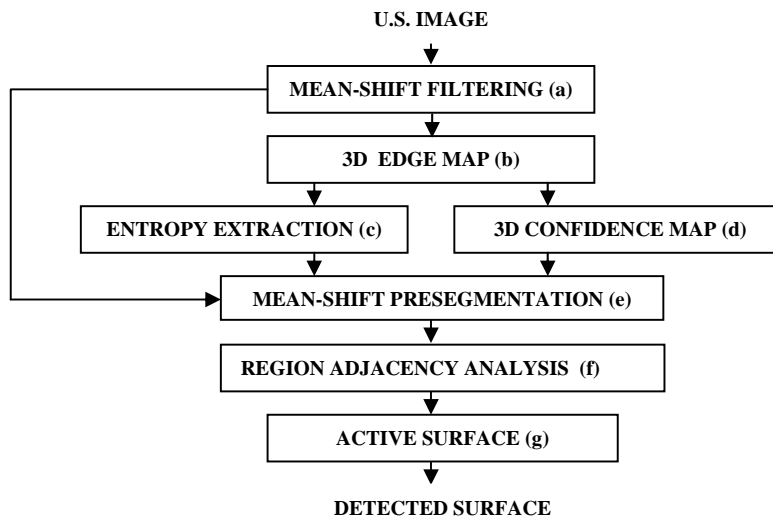 U.S. IMAGE
MEAN-SHIFT FILTERING (a)
3D EDGE MAP (b)
ENTROPY EXTRACTION (c)
3D CONFIDENCE MAP (d)
MEAN-SHIFT PRESEGMENTATION (e)
REGION ADJACENCY ANALYSIS (f)
ACTIVE SURFACE (g)
DETECTED SURFACE